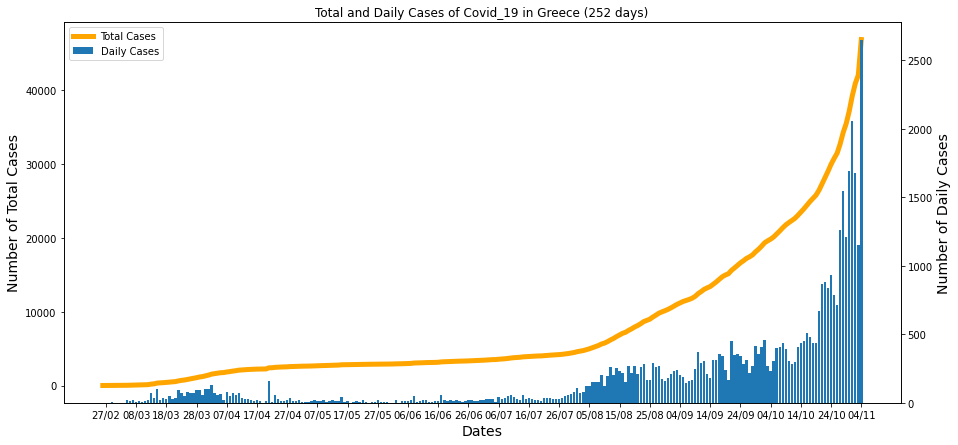 Total and Daily Cases of Covid_19 in Greece (252 days)
Total Cases
Daily Cases
Number of Total Cases
40000
30000
20000
10000
0
2500
2000
1500
1000
500
0
Number of Daily Cases
27/02 08/03 18/03 28/03 07/04 17/04 27/04 07/05 17/05 27/05 06/06 16/06 26/06 06/07 16/07 26/07 05/08 15/08 25/08 04/09 14/09 24/09 04/10 14/10 24/10 04/11
Dates